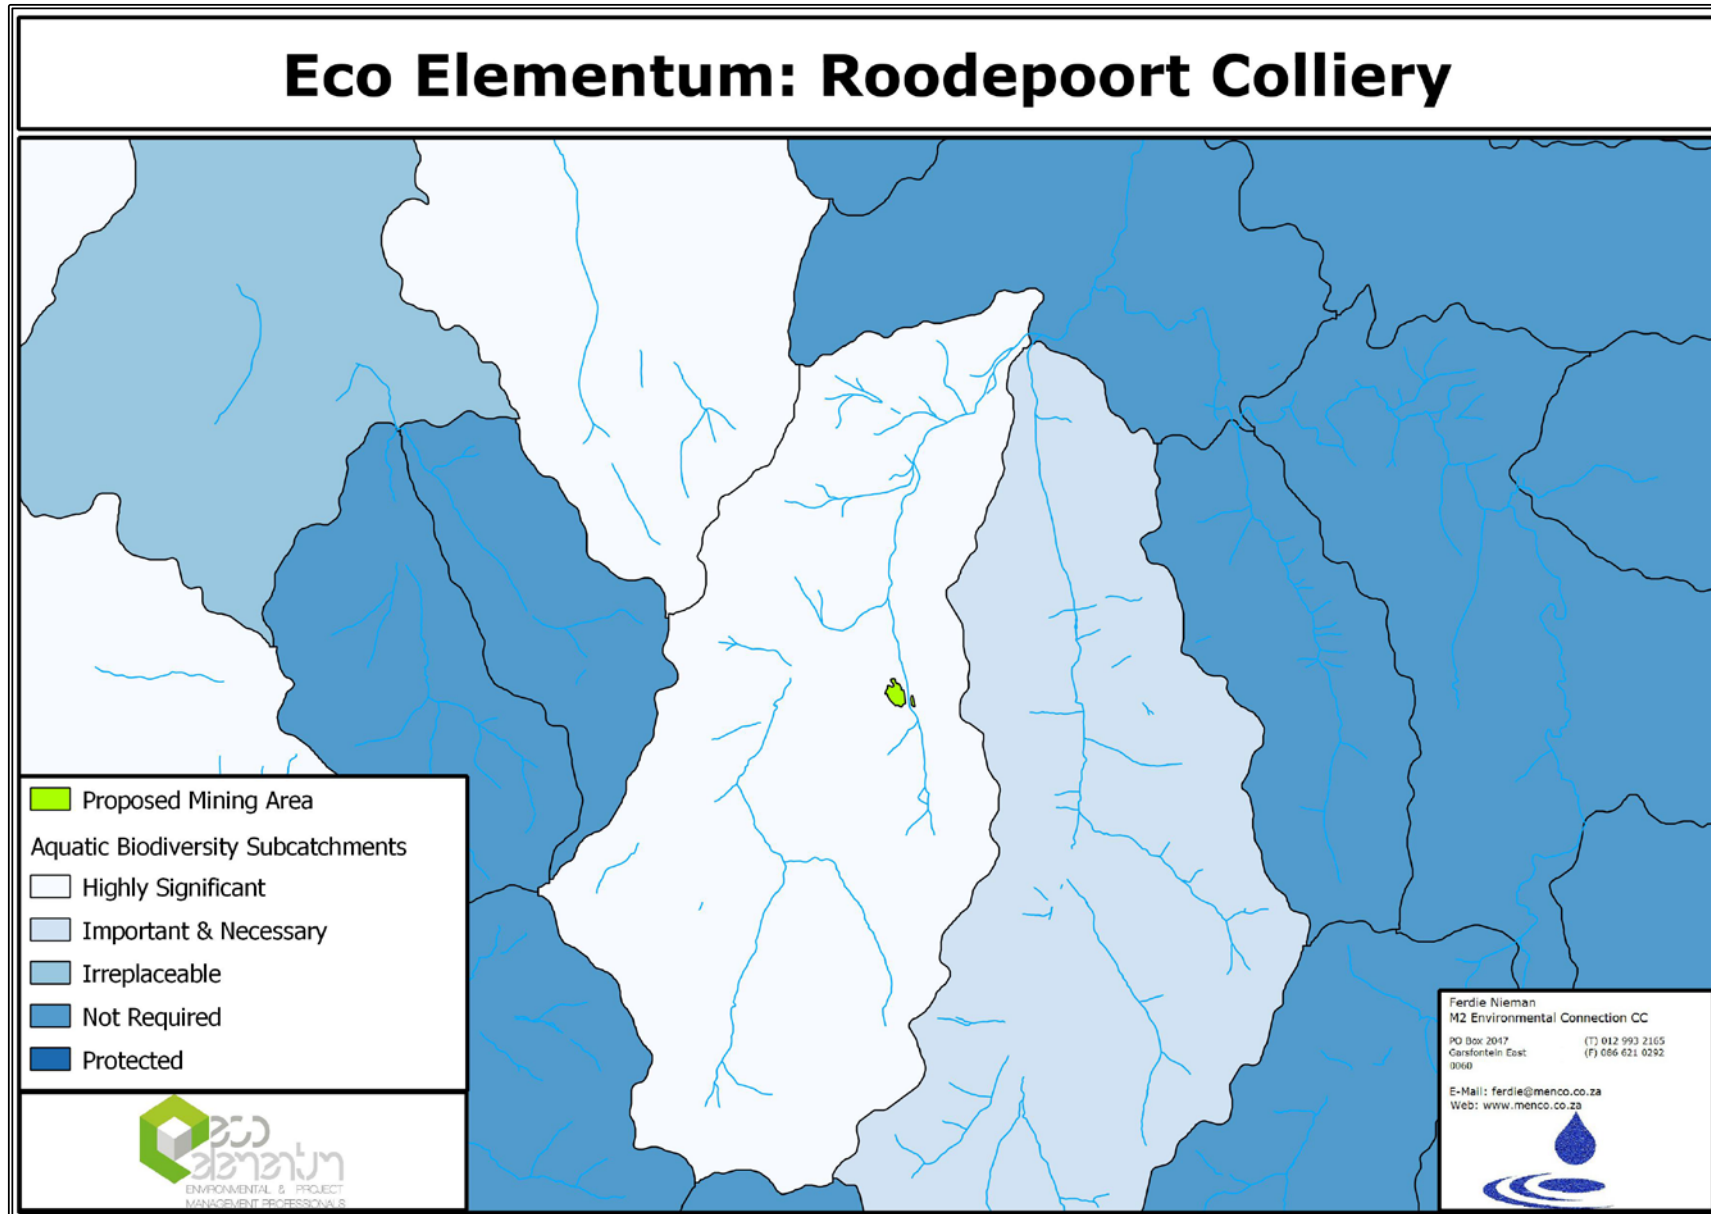 Eco Elementum: Roodepoort Colliery
Proposed Mining Area
Aquatic Biodiversity Subcatchments
Highly Significant
Important & Necessary
Irreplaceable
Not Required
Protected
eco
elementum
ENVIRONMENTAL & PROJECT
MANAGEMENT PROFESSIONALS
Ferdie Nieman
M2 Environmental Connection CC
PO Box 2047 (T) 012 993 2165
Garsfontein East (F) 086 621 0292
0060
E-Mail: ferdie@menco.co.za
Web: www.menco.co.za